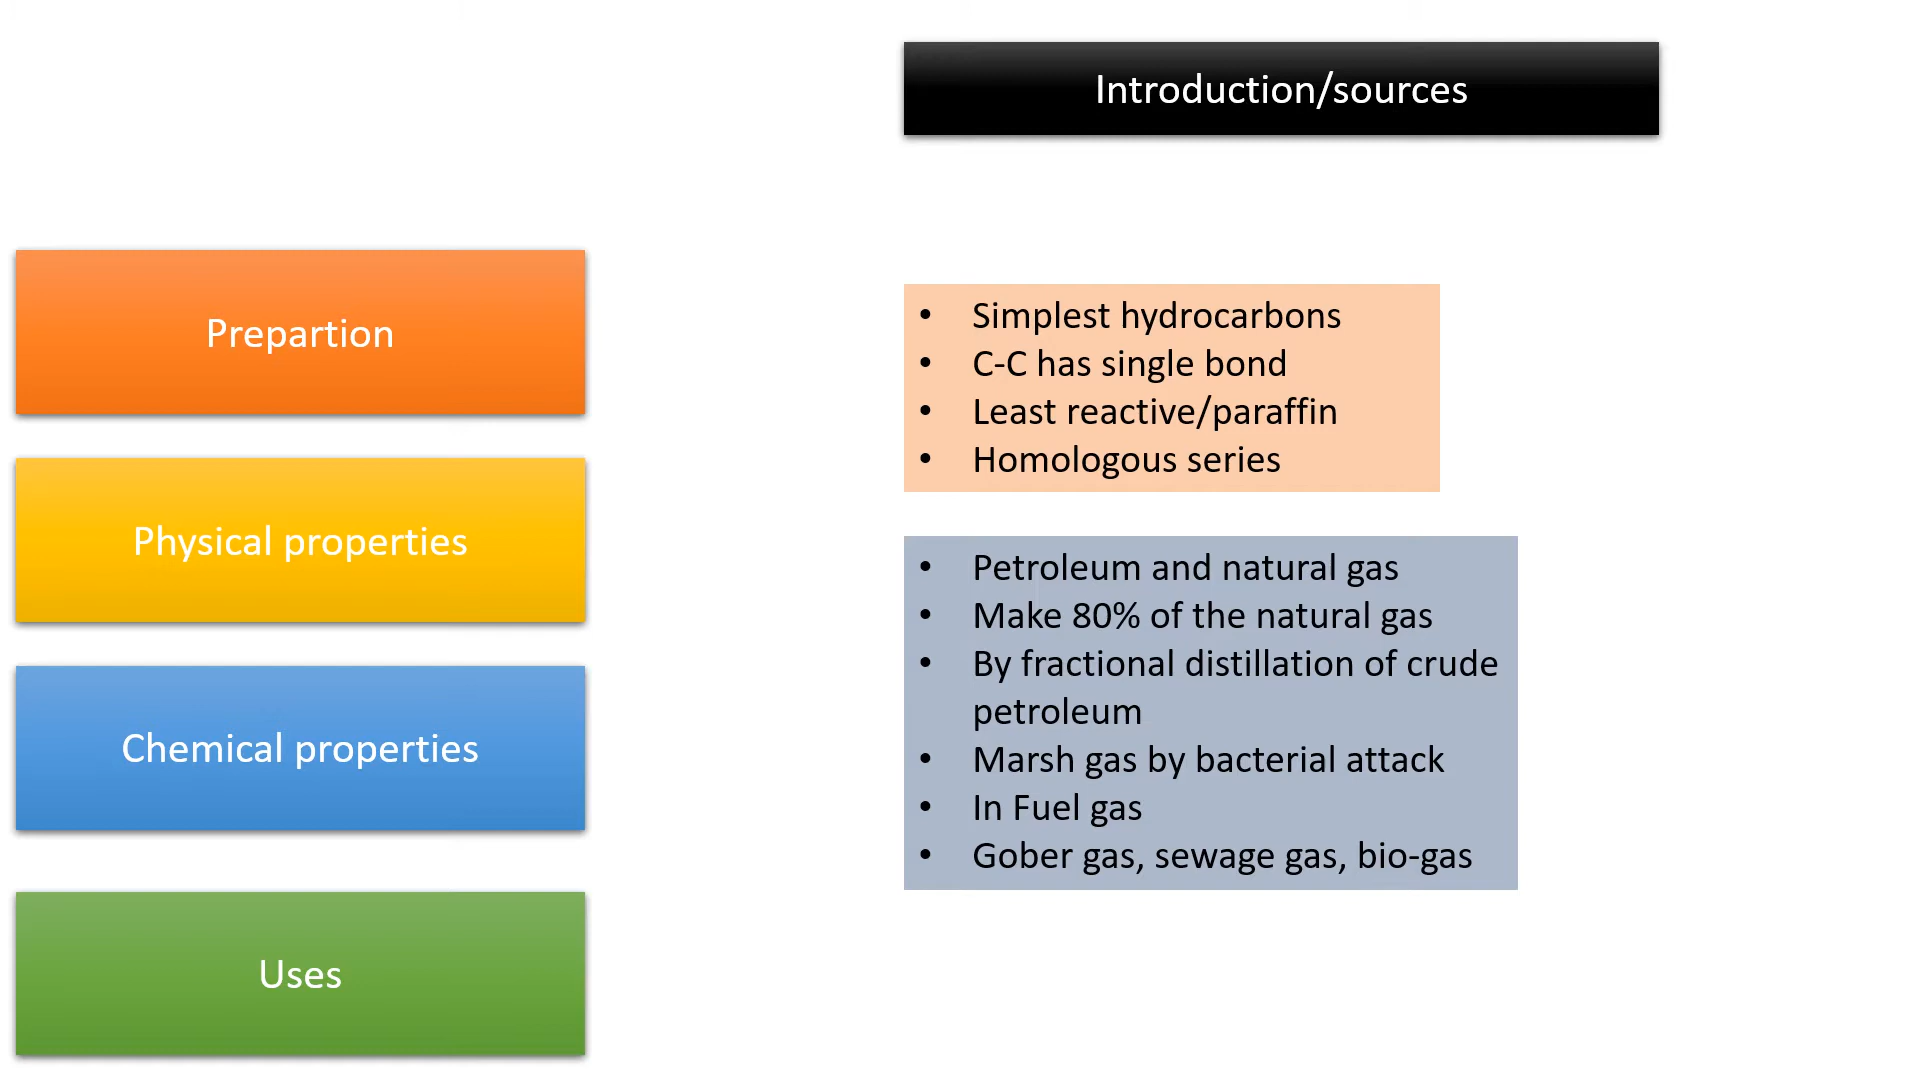 Introduction/sources
Prepartion
Physical properties
Chemical properties
Uses
• Simplest hydrocarbons
• C-C has single bond
• Least reactive/paraffin
• Homologous series
• Petroleum and natural gas
• Make 80% of the natural gas
• By fractional distillation of crude
petroleum
• Marsh gas by bacterial attack
• In Fuel gas
• Gober gas, sewage gas, bio-gas